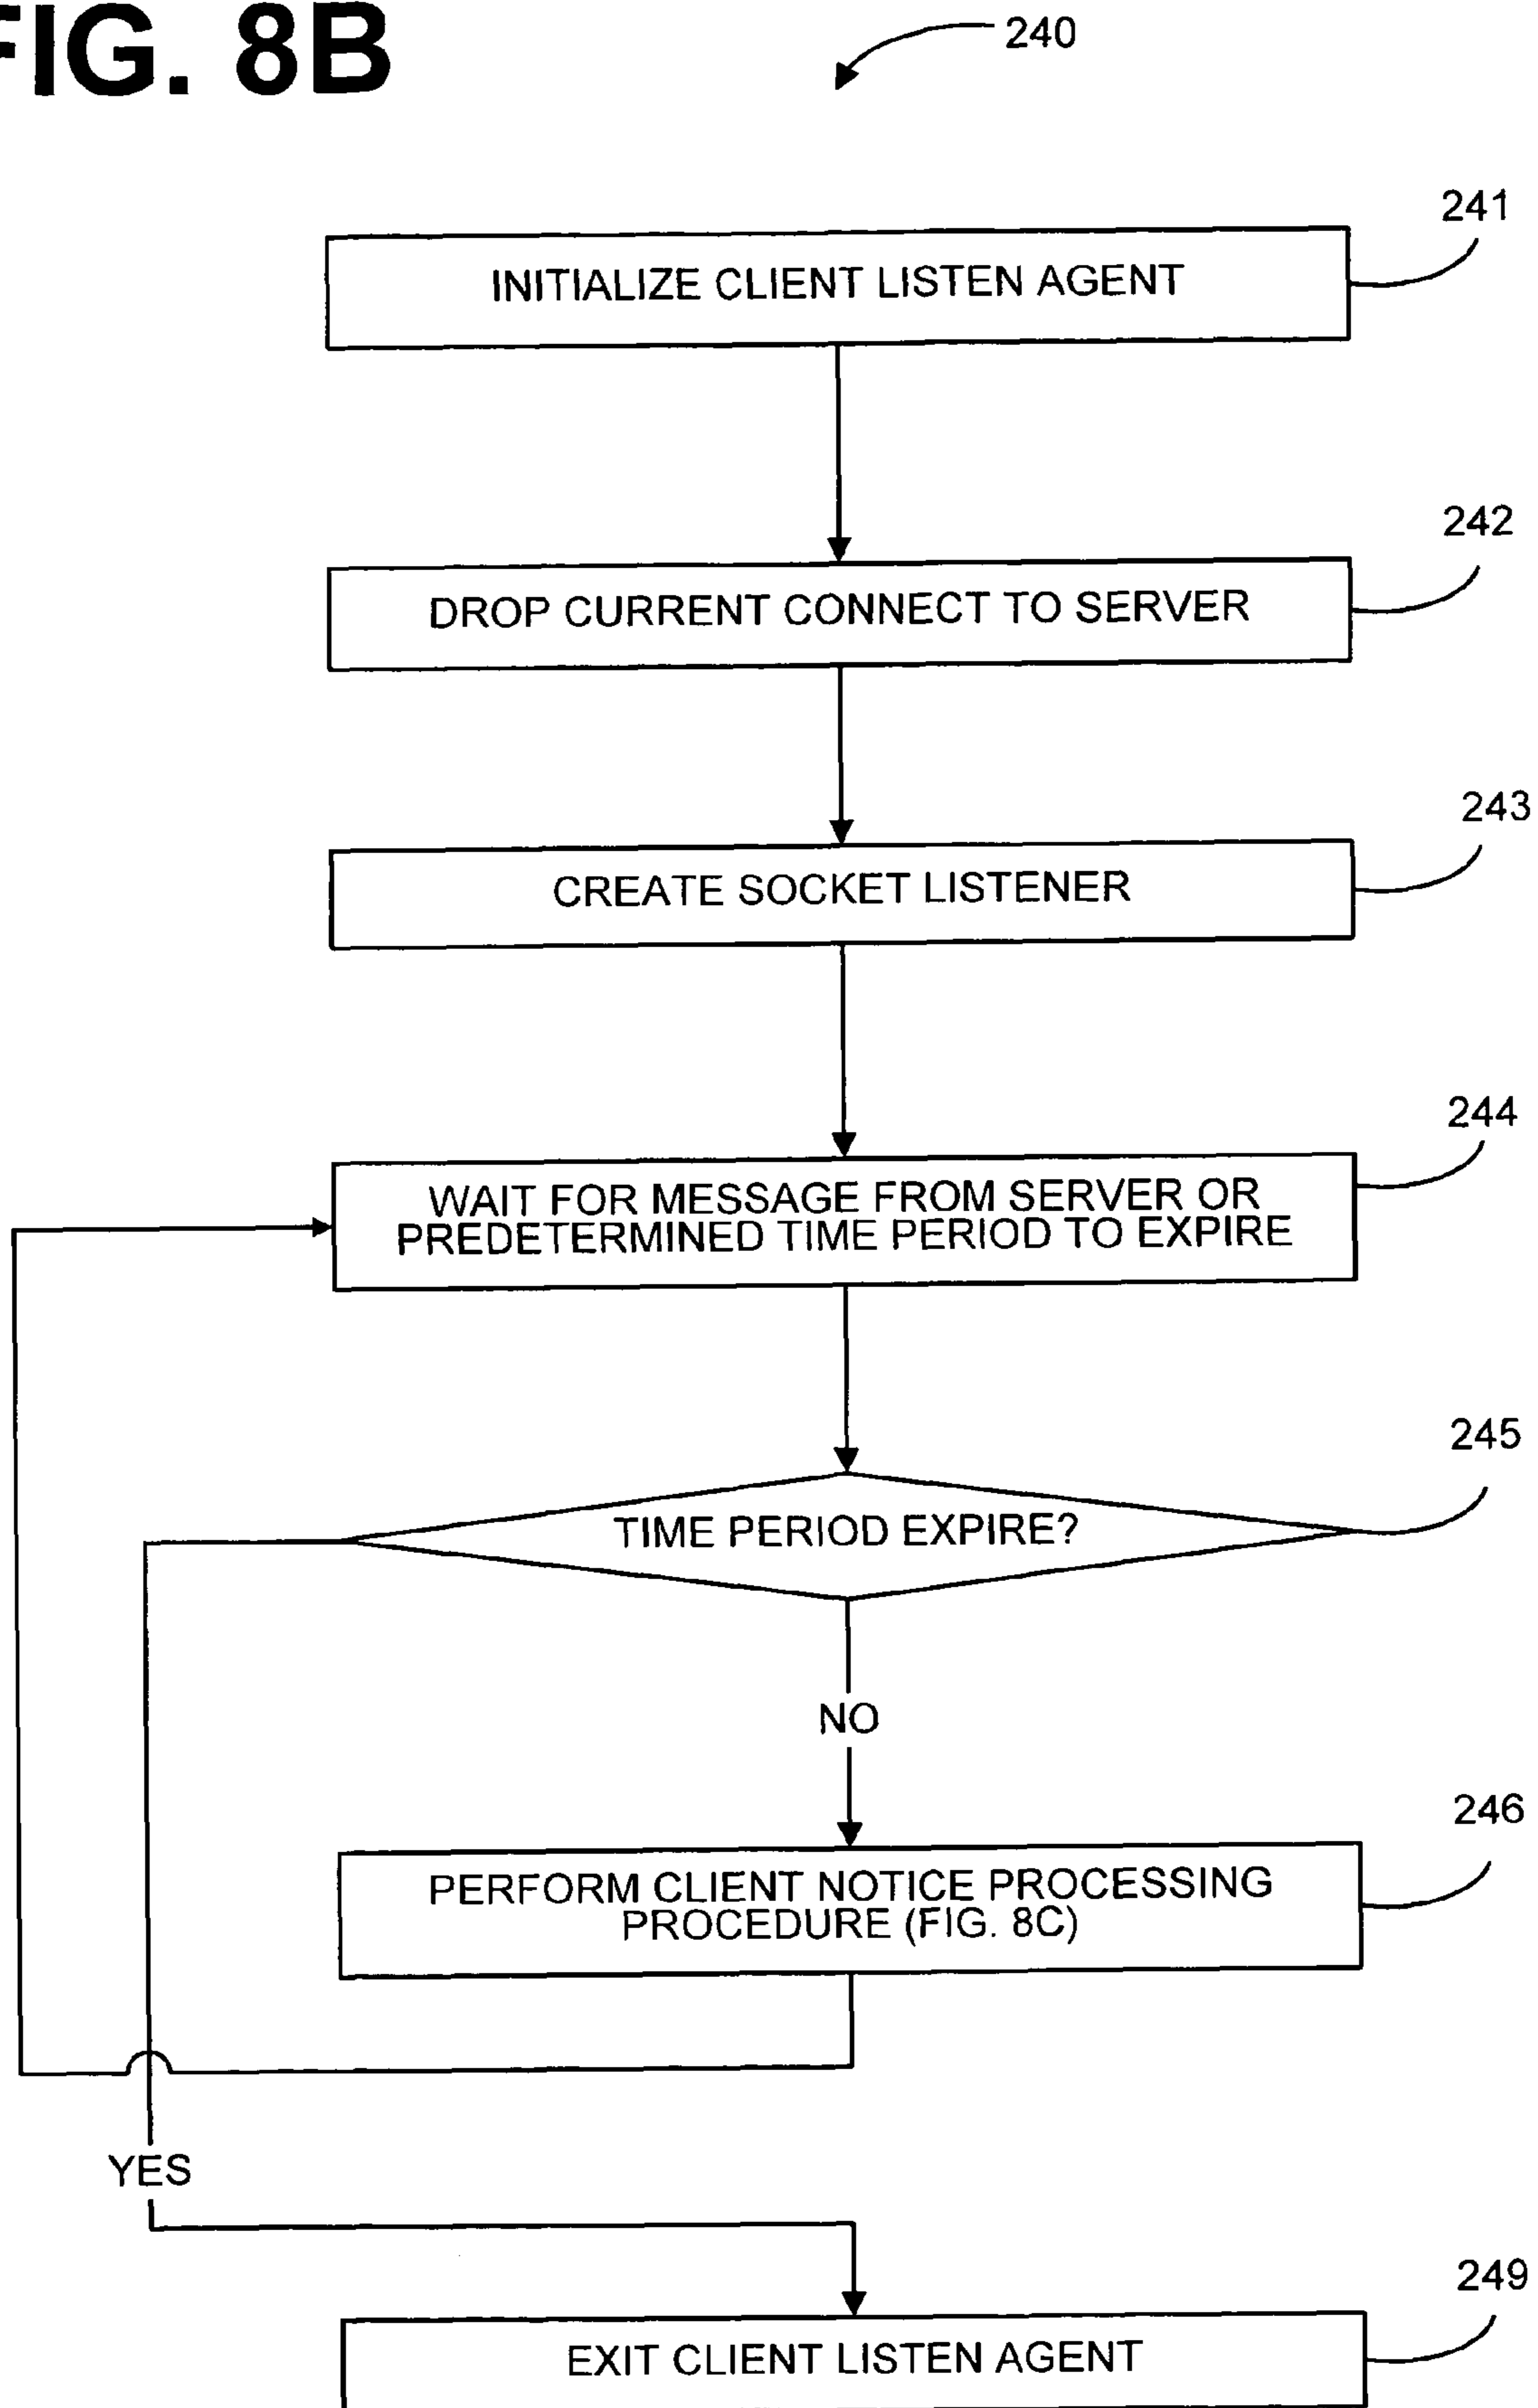 FIG. 8B
240
241
INITIALIZE CLIENT LISTEN AGENT
242
DROP CURRENT CONNECT TO SERVER
243
CREATE SOCKET LISTENER
244
WAIT FOR MESSAGE FROM SERVER OR
PREDETERMINED TIME PERIOD TO EXPIRE
245
TIME PERIOD EXPIRE?
NO
246
PERFORM CLIENT NOTICE PROCESSING
PROCEDURE (FIG. 8C)
YES
249
EXIT CLIENT LISTEN AGENT